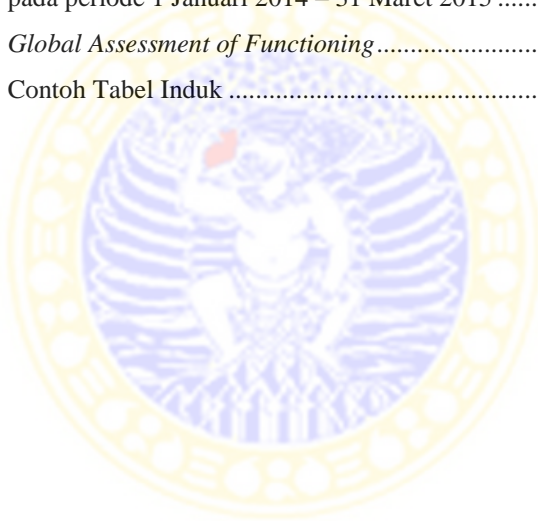 pada periode 1 Januari 2014 – 31 Maret 2015 ......
Global Assessment of Functioning..........................
Contoh Tabel Induk .................................................